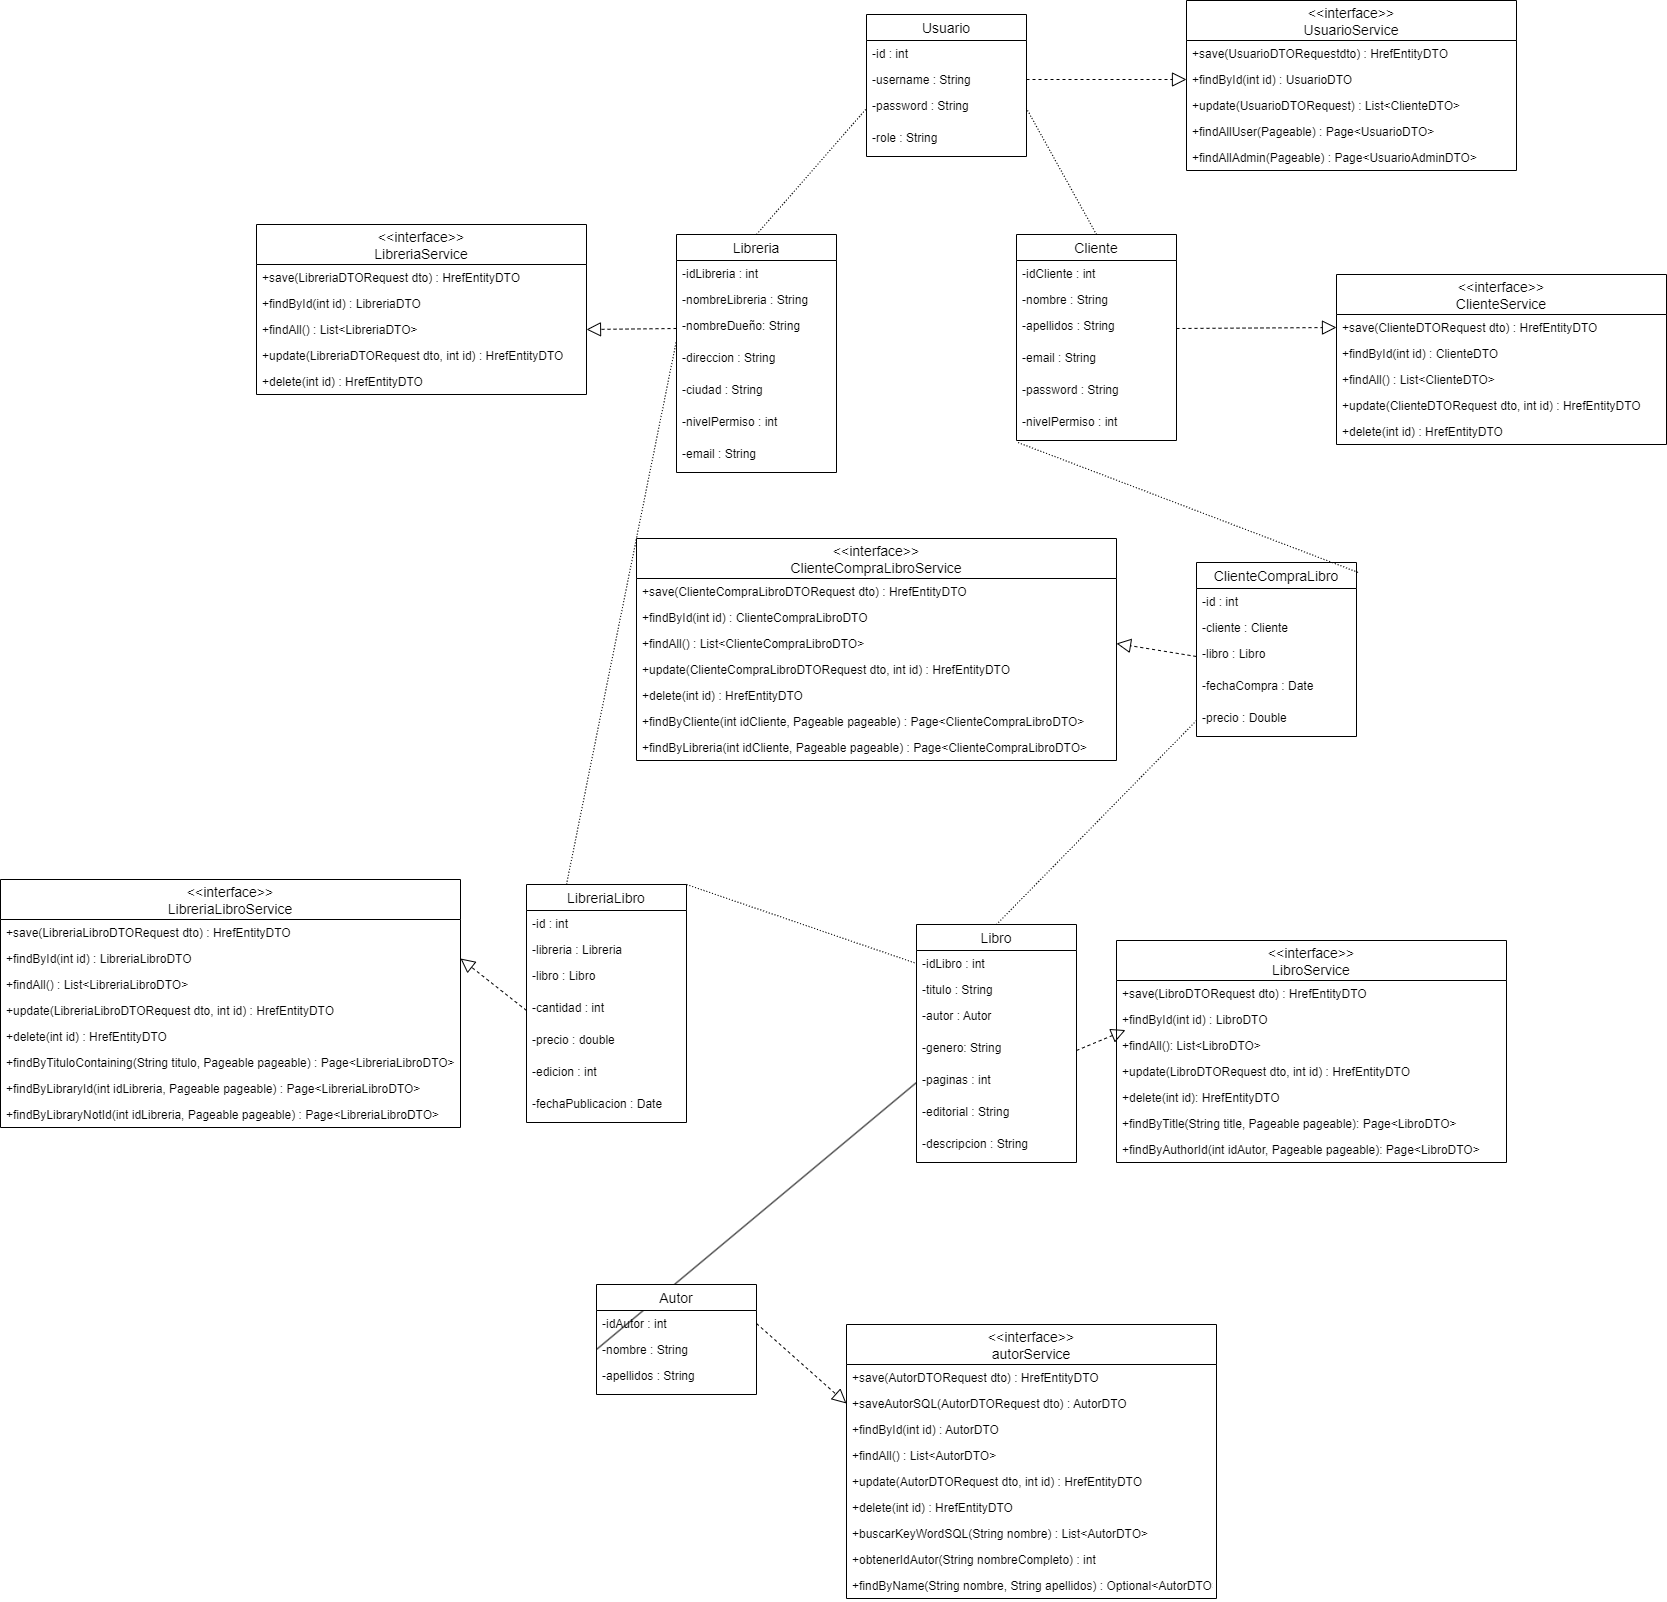 Usuario
-id : int
-username : String
-password : String
-role : String
<<interface>>
UsuarioService
+save(UsuarioDTORequestdto) : HrefEntityDTO
+findById(int id) : UsuarioDTO
+update(UsuarioDTORequest) : List<ClienteDTO>
+findAllUser(Pageable) : Page<UsuarioDTO>
+findAllAdmin(Pageable) : Page<UsuarioAdminDTO>
<<interface>>
LibreriaService
+save(LibreriaDTORequest dto) : HrefEntityDTO
+findById(int id) : LibreriaDTO
+findAll() : List<LibreriaDTO>
+update(LibreriaDTORequest dto, int id) : HrefEntityDTO
+delete(int id) : HrefEntityDTO
Libreria
-idLibreria : int
-nombreLibreria : String
-nombreDueño: String
-direccion : String
-ciudad : String
-nivelPermiso : int
-email : String
Cliente
-idCliente : int
-nombre : String
-apellidos : String
-email : String
-password : String
-nivelPermiso : int
<<interface>>
ClienteService
+save(ClienteDTORequest dto) : HrefEntityDTO
+findById(int id) : ClienteDTO
+findAll() : List<ClienteDTO>
+update(ClienteDTORequest dto, int id) : HrefEntityDTO
+delete(int id) : HrefEntityDTO
<<interface>>
ClienteCompraLibroService
+save(ClienteCompraLibroDTORequest dto) : HrefEntityDTO
+findById(int id) : ClienteCompraLibroDTO
+findAll() : List<ClienteCompraLibroDTO>
+update(ClienteCompraLibroDTORequest dto, int id) : HrefEntityDTO
+delete(int id) : HrefEntityDTO
+findByCliente(int idCliente, Pageable pageable) : Page<ClienteCompraLibroDTO>
+findByLibreria(int idCliente, Pageable pageable) : Page<ClienteCompraLibroDTO>
ClienteCompraLibro
-id : int
-cliente : Cliente
-libro : Libro
-fechaCompra : Date
-precio : Double
<<interface>>
LibreriaLibroService
+save(LibreriaLibroDTORequest dto) : HrefEntityDTO
+findById(int id) : LibreriaLibroDTO
+findAll() : List<LibreriaLibroDTO>
+update(LibreriaLibroDTORequest dto, int id) : HrefEntityDTO
+delete(int id) : HrefEntityDTO
+findByTituloContaining(String titulo, Pageable pageable) : Page<LibreriaLibroDTO>
+findByLibraryId(int idLibreria, Pageable pageable) : Page<LibreriaLibroDTO>
+findByLibraryNotId(int idLibreria, Pageable pageable) : Page<LibreriaLibroDTO>
LibreriaLibro
-id : int
-libreria : Libreria
-libro : Libro
-cantidad : int
-precio : double
-edicion : int
-fechaPublicacion : Date
Libro
-idLibro : int
-titulo : String
-autor : Autor
-genero: String
-paginas : int
-editorial : String
-descripcion : String
<<interface>>
LibroService
+save(LibroDTORequest dto) : HrefEntityDTO
+findById(int id) : LibroDTO
+findAll(): List<LibroDTO>
+update(LibroDTORequest dto, int id) : HrefEntityDTO
+delete(int id): HrefEntityDTO
+findByTitle(String title, Pageable pageable): Page<LibroDTO>
+findByAuthorId(int idAutor, Pageable pageable): Page<LibroDTO>
Autor
-idAutor : int
-nombre : String
-apellidos : String
<<interface>>
autorService
+save(AutorDTORequest dto) : HrefEntityDTO
+saveAutorSQL(AutorDTORequest dto) : AutorDTO
+findById(int id) : AutorDTO
+findAll() : List<AutorDTO>
+update(AutorDTORequest dto, int id) : HrefEntityDTO
+delete(int id) : HrefEntityDTO
+buscarKeyWordSQL(String nombre) : List<AutorDTO>
+obtenerIdAutor(String nombreCompleto) : int
+findByName(String nombre, String apellidos) : Optional<AutorDTO